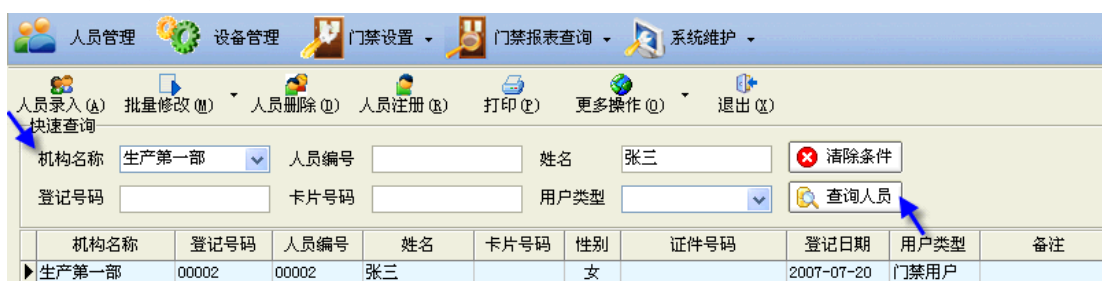 人员管理 设备管理 门禁设置 门禁报表查询 系统维护
人员录入(A) 批量修改(M) 人员删除(D) 人员注册(R) 打印(P) 更多操作(O) 退出(X)
快速查询
机构名称 生产第一部 人员编号 姓名 张三 清除条件
登记号码 卡片号码 用户类型 查询人员
机构名称 登记号码 人员编号 姓名 卡片号码 性别 证件号码 登记日期 用户类型 备注
生产第一部 00002 00002 张三 女 2007-07-20 门禁用户